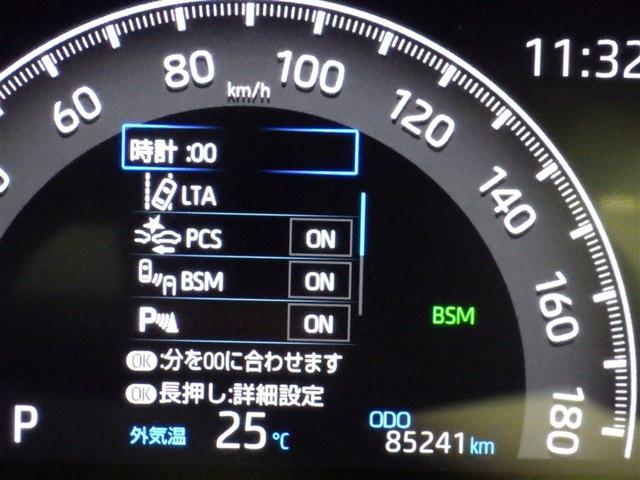 11:32
60
80
100
120
140
160
180
km/h
時計 :00
LTA
PCS ON
BSM ON
P ON
BSM
OK :分を00に合わせます
OK 長押し:詳細設定
P
外気温 25 ℃
ODO
85241 km